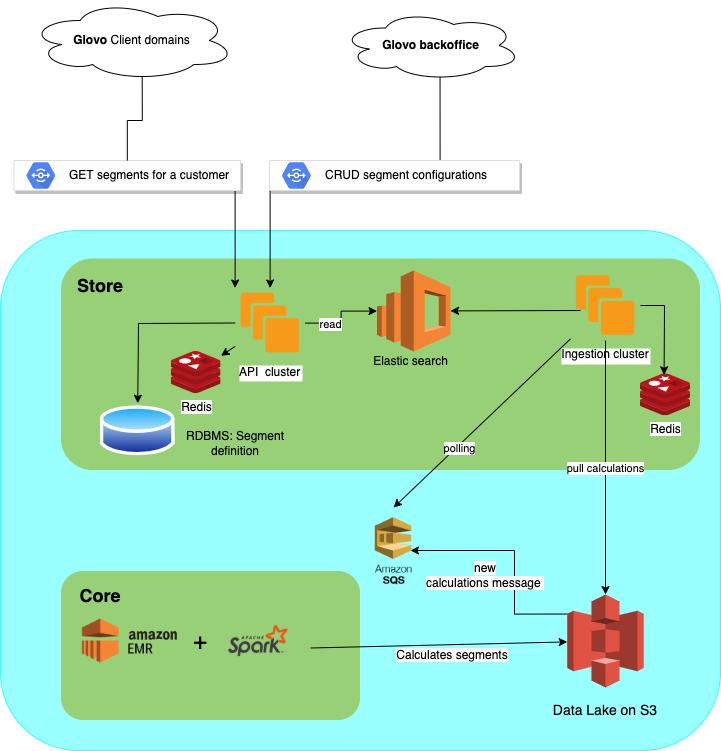 Glovo Client domains
Glovo backoffice
GET segments for a customer
CRUD segment configurations
Store
read
Elastic search
Ingestion cluster
API cluster
Redis
Redis
RDBMS: Segment
definition
polling
pull calculations
Amazon
SQS
new
calculations message
Core
amazon
EMR
+
APACHE
Spark
Calculates segments
Data Lake on S3